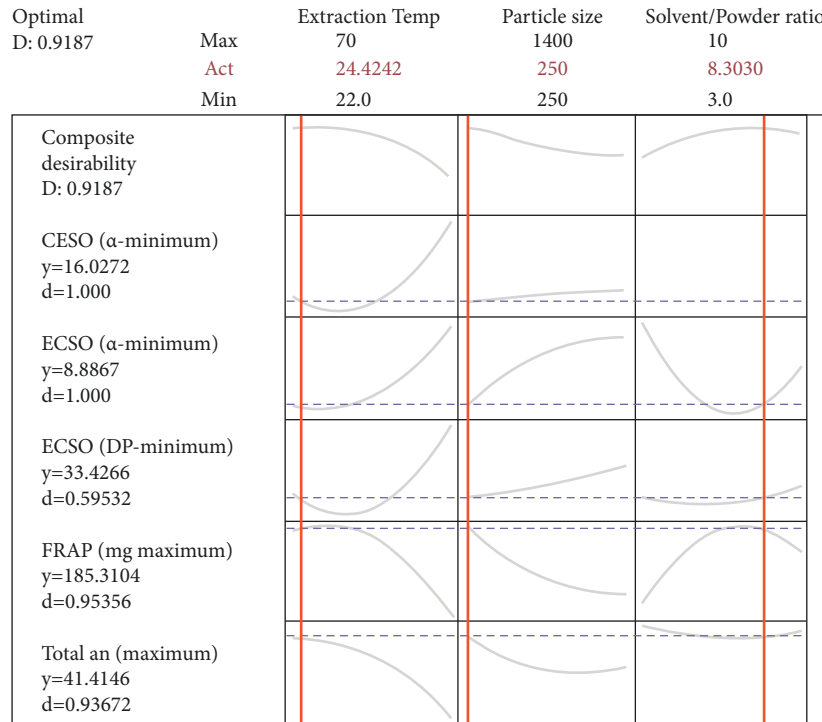 Optimal Extraction Temp Particle size Solvent/Powder ratio
D: 0.9187 Max 70 1400 10
Act 24.4242 250 8.3030
Min 22.0 250 3.0
Composite
desirability
D: 0.9187
CESO (α-minimum)
y=16.0272
d=1.000
ECSO (α-minimum)
y=8.8867
d=1.000
ECSO (DP-minimum)
y=33.4266
d=0.59532
FRAP (mg maximum)
y=185.3104
d=0.95356
Total an (maximum)
y=41.4146
d=0.93672